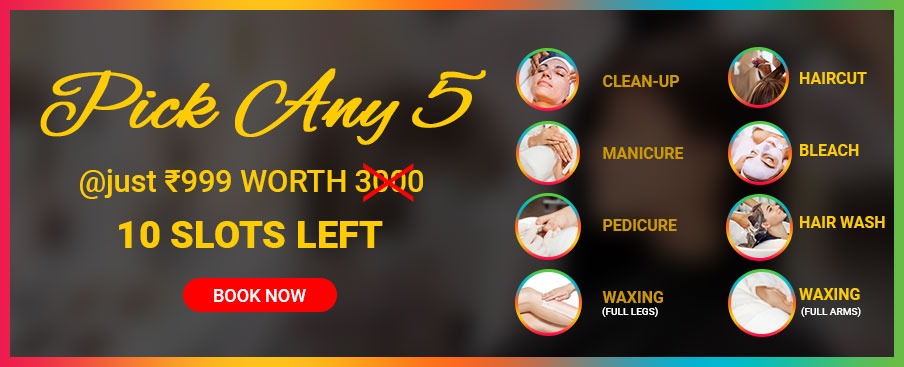 Pick Any 5
@just ₹999 WORTH 3000
10 SLOTS LEFT
BOOK NOW
CLEAN-UP
HAIRCUT
MANICURE
BLEACH
PEDICURE
HAIR WASH
WAXING
(FULL LEGS)
WAXING
(FULL ARMS)